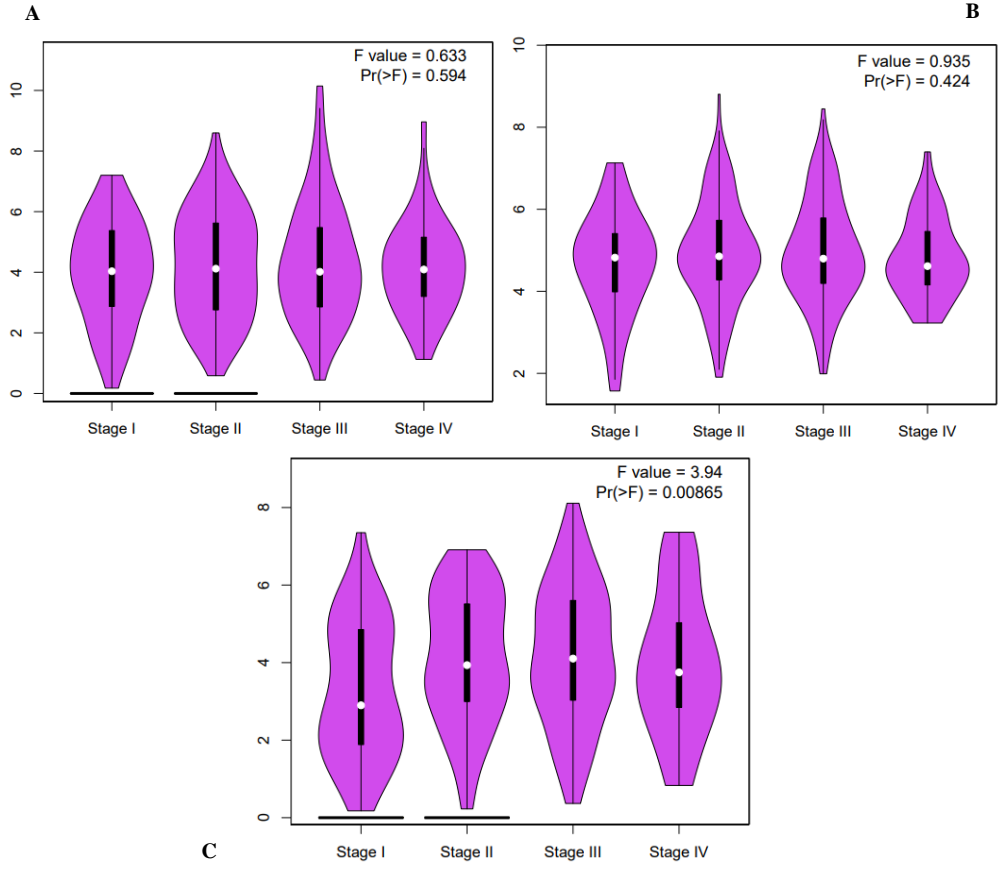 A
B
F value = 0.633
Pr(>F) = 0.594
10
8
6
4
2
0
Stage I Stage II Stage III Stage IV
F value = 0.935
Pr(>F) = 0.424
10
8
6
4
2
Stage I Stage II Stage III Stage IV
F value = 3.94
Pr(>F) = 0.00865
8
6
4
2
0
Stage I Stage II Stage III Stage IV
C